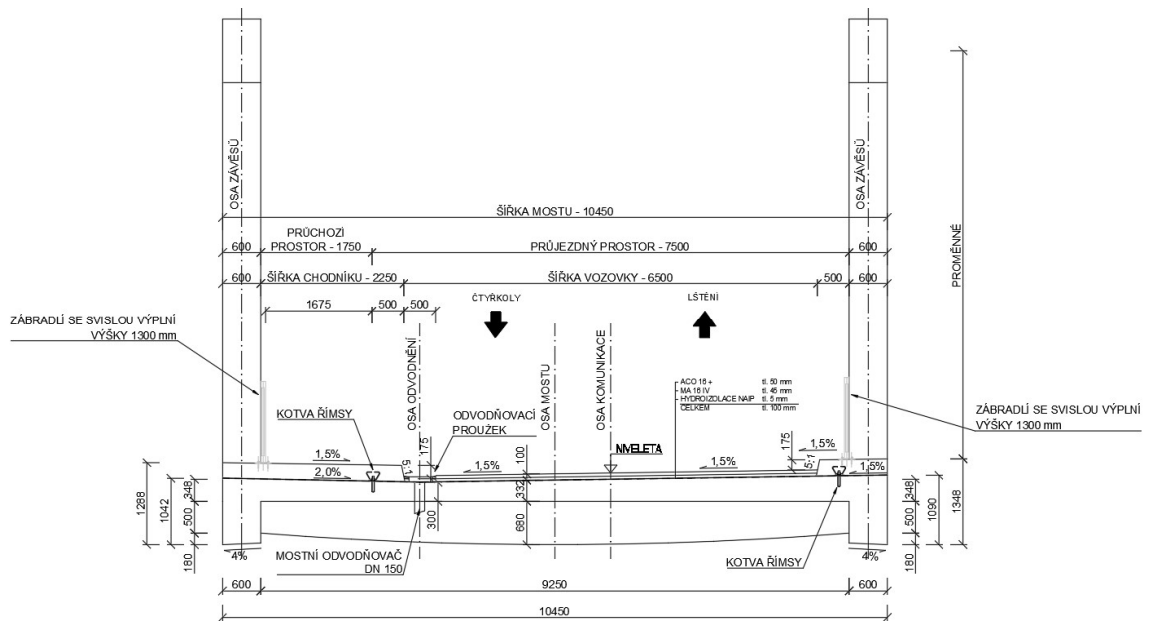 OSA ZÁVĚSŮ
OSA ZÁVĚSŮ
PROMĚNNÉ
ŠÍŘKA MOSTU - 10450
PRŮCHOZÍ
600
PROSTOR - 1750
PRŮJEZDNÝ PROSTOR - 7500
600
600
ŠÍŘKA CHODNÍKU - 2250
ŠÍŘKA VOZOVKY - 6500
500
600
1675
500
500
ČTYŘKOLY
LŠTĚNÍ
ZÁBRADLÍ SE SVISLOU VÝPLNÍ
VÝŠKY 1300 mm
OSA ODVODNĚNÍ
OSA MOSTU
OSA KOMUNIKACE
ACO 16 + tl. 50 mm
MA 16 IV tl. 45 mm
HYDROIZOLACE NAIP tl. 5 mm
CELKEM tl. 100 mm
ZÁBRADLÍ SE SVISLOU VÝPLNÍ
VÝŠKY 1300 mm
KOTVA ŘÍMSY
ODVODŇOVACÍ
PROUŽEK
NIVELETA
175
175
1,5%
1,5%
2,0%
5:1
1,5%
100
1,5%
5:1
1,5%
1288
1042
348
500
180
332
300
680
348
500
180
1090
1348
4%
MOSTNÍ ODVODŇOVAČ
DN 150
KOTVA ŘÍMSY
4%
600
9250
600
10450